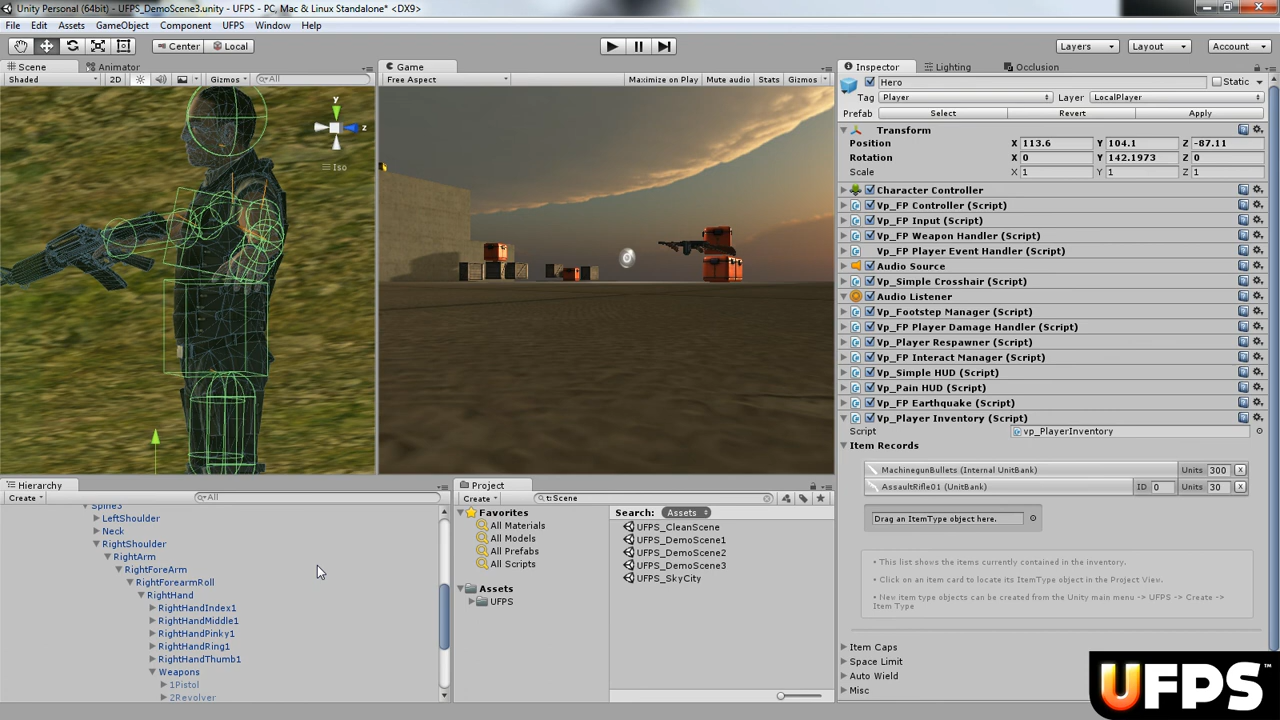 Unity Personal (64bit) - UFPS_DemoScene3.unity - UFPS - PC, Mac & Linux Standalone* <DX9>
File Edit Assets GameObject Component UFPS Window Help
Center Local Layers Layout Account
Scene Animator
Shaded 2D Gizmos All
y
z
Iso
Game
Free Aspect Maximize on Play Mute audio Stats Gizmos
Inspector Lighting Occlusion
Hero Static
Tag Player Layer LocalPlayer
Prefab Select Revert Apply
Transform
Position X 113.6 Y 104.1 Z -87.11
Rotation X 0 Y 142.1973 Z 0
Scale X 1 Y 1 Z 1
Character Controller
Vp_FP Controller (Script)
Vp_FP Input (Script)
Vp_FP Weapon Handler (Script)
Vp_FP Player Event Handler (Script)
Audio Source
Vp_Simple Crosshair (Script)
Audio Listener
Vp_Footstep Manager (Script)
Vp_FP Player Damage Handler (Script)
Vp_Player Respawner (Script)
Vp_FP Interact Manager (Script)
Vp_Simple HUD (Script)
Vp_Pain HUD (Script)
Vp_FP Earthquake (Script)
Vp_Player Inventory (Script)
Script vp_PlayerInventory
Item Records
MachinegunBullets (Internal UnitBank) Units 300 x
AssaultRifle01 (UnitBank) ID 0 Units 30 x
Drag an ItemType object here.
• This list shows the items currently contained in the inventory.
• Click on an item card to locate its ItemType object in the Project View.
• New item type objects can be created from the Unity main menu -> UFPS -> Create ->
Item Type
Item Caps
Space Limit
Auto Wield
Misc
Hierarchy
Create All
Spine3
LeftShoulder
Neck
RightShoulder
RightArm
RightForeArm
RightForearmRoll
RightHand
RightHandIndex1
RightHandMiddle1
RightHandPinky1
RightHandRing1
RightHandThumb1
Weapons
1Pistol
2Revolver
Project
Create t:Scene
Favorites
All Materials
All Models
All Prefabs
All Scripts
Assets
UFPS
Search: Assets
UFPS_CleanScene
UFPS_DemoScene1
UFPS_DemoScene2
UFPS_DemoScene3
UFPS_SkyCity
UFPS™